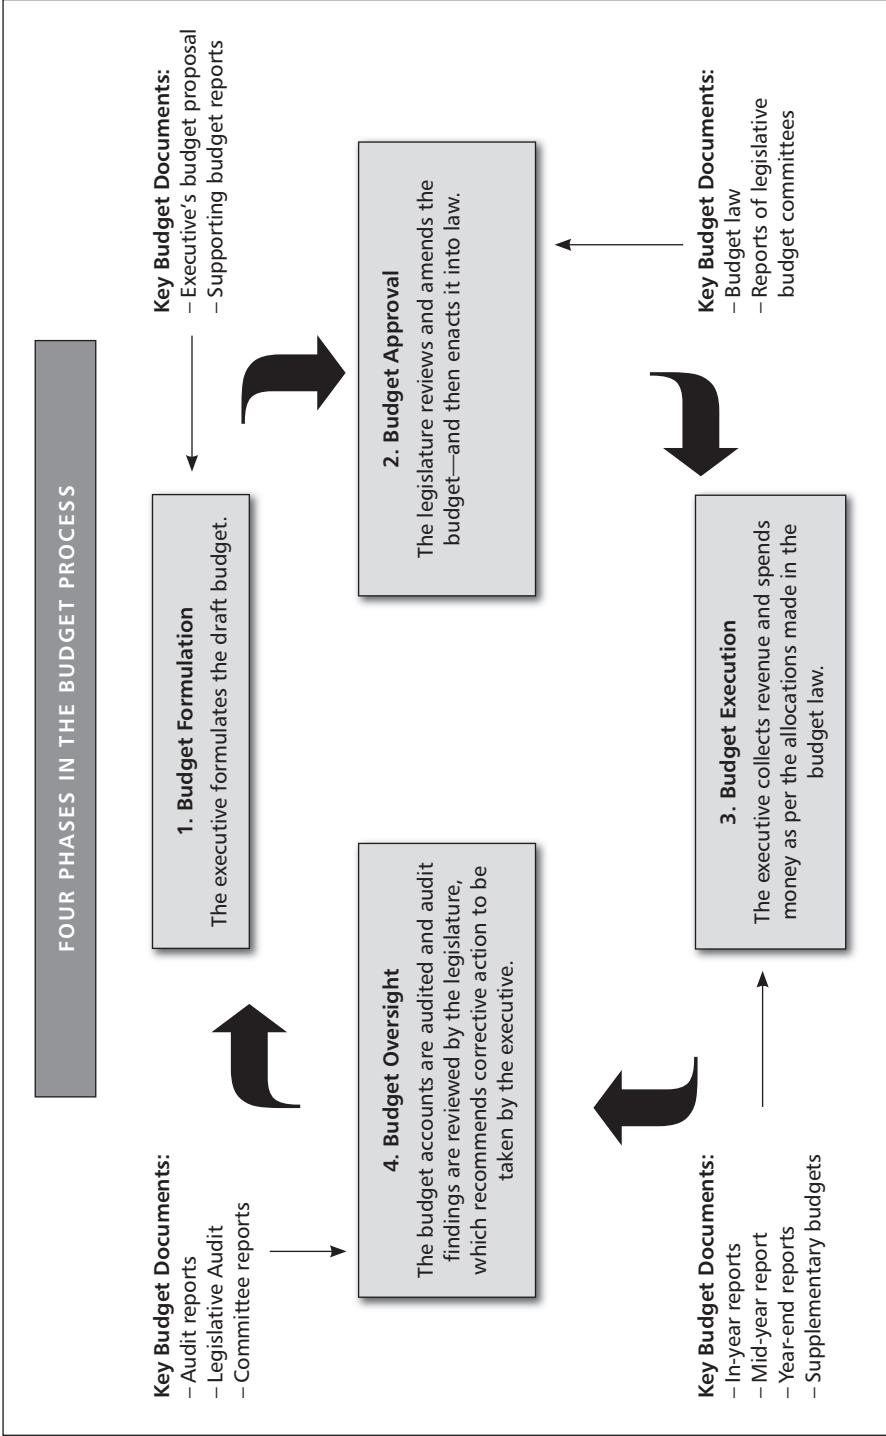 FOUR PHASES IN THE BUDGET PROCESS
1. Budget Formulation
The executive formulates the draft budget.
Key Budget Documents:
– Executive’s budget proposal
– Supporting budget reports
2. Budget Approval
The legislature reviews and amends the
budget—and then enacts it into law.
Key Budget Documents:
– Budget law
– Reports of legislative
budget committees
3. Budget Execution
The executive collects revenue and spends
money as per the allocations made in the
budget law.
Key Budget Documents:
– In-year reports
– Mid-year report
– Year-end reports
– Supplementary budgets
4. Budget Oversight
The budget accounts are audited and audit
findings are reviewed by the legislature,
which recommends corrective action to be
taken by the executive.
Key Budget Documents:
– Audit reports
– Legislative Audit
– Committee reports